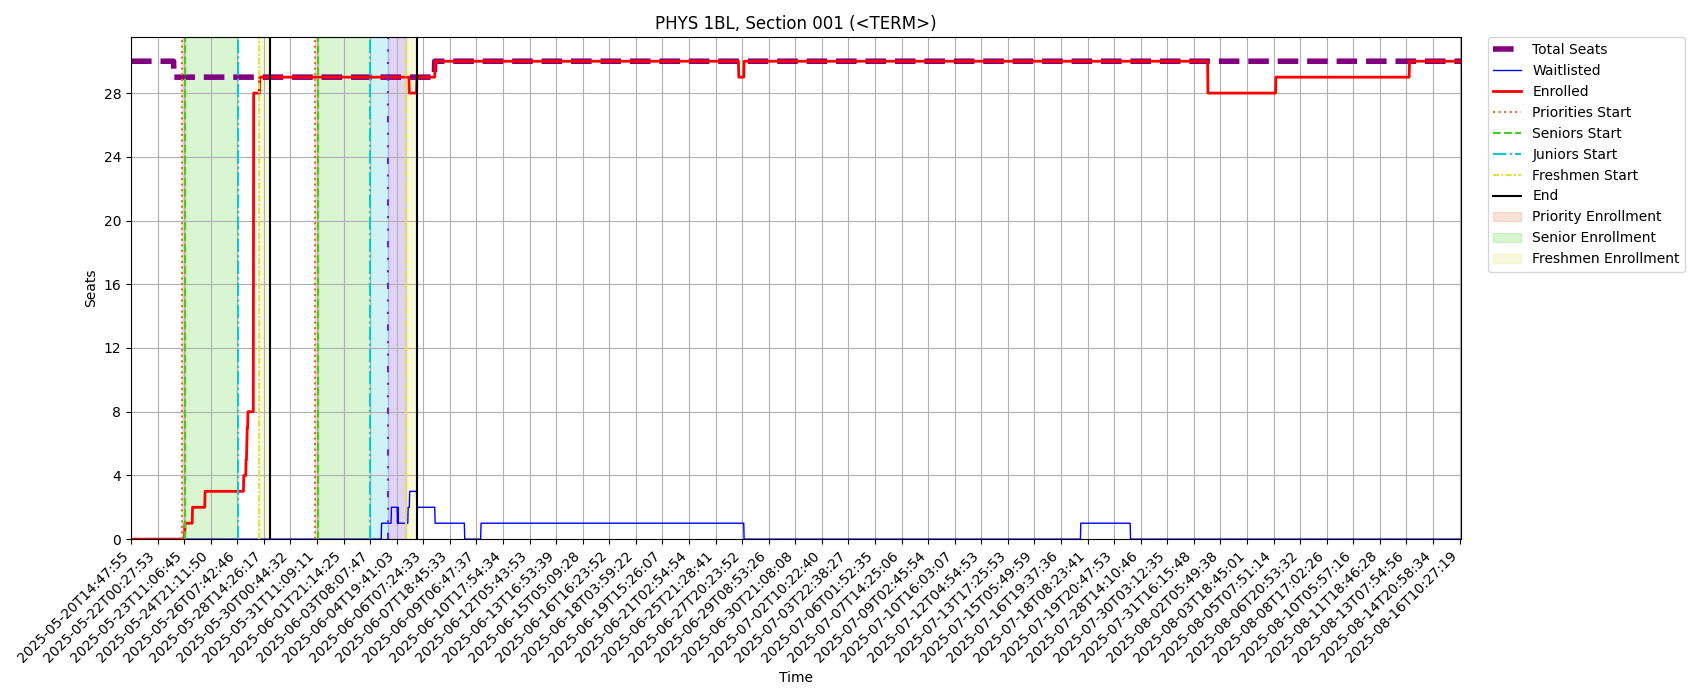 PHYS 1BL, Section 001 (<TERM>)
Total Seats
Waitlisted
Enrolled
Priorities Start
Seniors Start
Juniors Start
Freshmen Start
End
Priority Enrollment
Senior Enrollment
Freshmen Enrollment
Seats
28
24
20
16
12
8
4
0
2025-05-20T14:47:55
2025-05-22T00:27:53
2025-05-23T11:06:45
2025-05-24T21:11:50
2025-05-26T07:42:46
2025-05-28T14:26:17
2025-05-30T00:44:32
2025-05-31T11:09:11
2025-06-01T21:14:25
2025-06-03T08:07:47
2025-06-04T19:41:03
2025-06-06T07:24:33
2025-06-07T18:45:33
2025-06-09T06:47:37
2025-06-10T17:54:34
2025-06-12T05:43:53
2025-06-13T16:53:39
2025-06-15T05:09:28
2025-06-16T16:23:52
2025-06-18T03:59:22
2025-06-19T15:26:07
2025-06-21T02:54:54
2025-06-25T21:28:41
2025-06-27T20:23:52
2025-06-29T08:53:26
2025-06-30T21:08:08
2025-07-02T10:22:40
2025-07-03T22:38:27
2025-07-06T01:52:35
2025-07-07T14:25:06
2025-07-09T02:45:54
2025-07-10T16:03:07
2025-07-12T04:54:53
2025-07-13T17:25:53
2025-07-15T05:49:59
2025-07-16T19:37:36
2025-07-18T08:23:41
2025-07-19T20:47:53
2025-07-28T14:10:46
2025-07-30T03:12:35
2025-07-31T16:15:48
2025-08-02T05:49:38
2025-08-03T18:45:01
2025-08-05T07:51:14
2025-08-06T20:53:32
2025-08-08T17:02:26
2025-08-10T05:57:16
2025-08-11T18:46:28
2025-08-13T07:54:56
2025-08-14T20:58:34
2025-08-16T10:27:19
Time